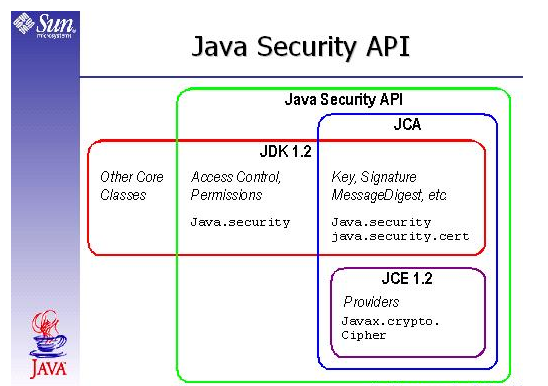 Sun
microsystems
Java Security API
Java Security API
JCA
JDK 1.2
Other Core
Classes
Access Control,
Permissions
Java.security
Key, Signature
MessageDigest, etc
Java.security
java.security.cert
JCE 1.2
Providers
Javax.crypto.
Cipher
JAVA